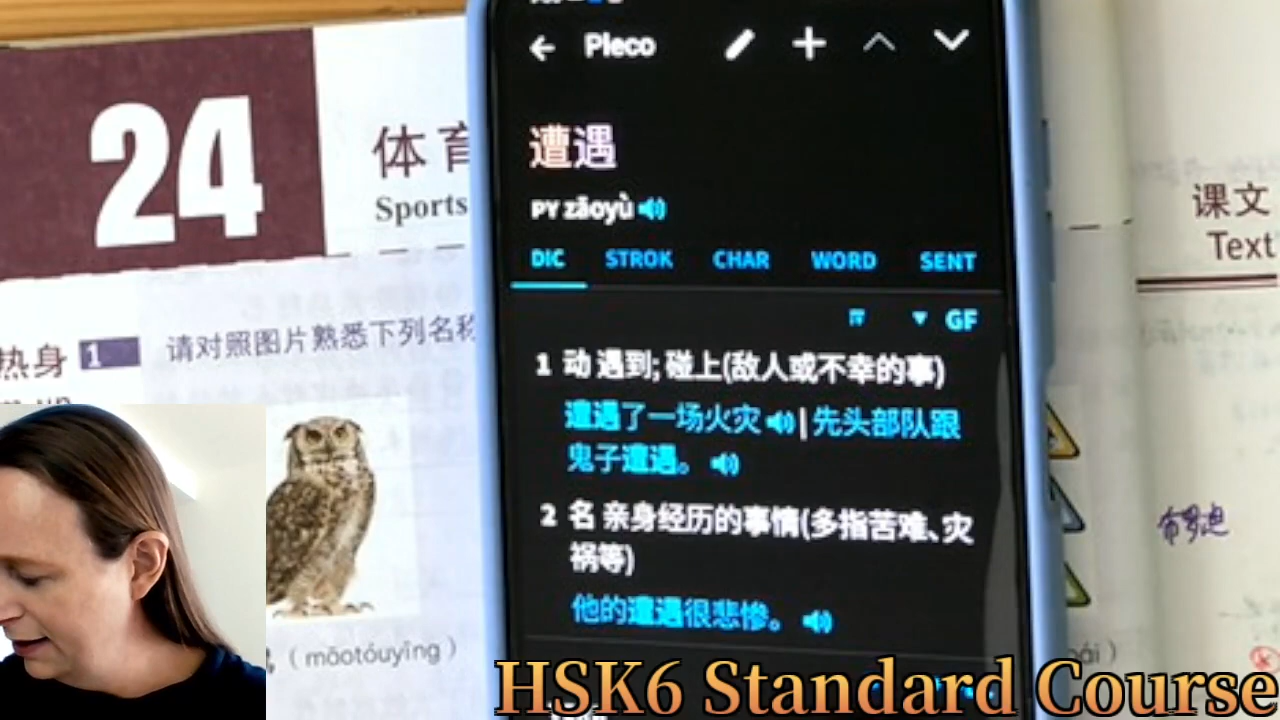 24
体育
Sports
热身 1 请对照图片熟悉下列名称
(māotóuyīng)
Pleco
遭遇
PY zāoyù
DIC STROK CHAR WORD SENT
GF
1 动 遇到; 碰上(敌人或不幸的事)
遭遇了一场火灾 | 先头部队跟
鬼子遭遇。
2 名 亲身经历的事情(多指苦难、灾
祸等)
他的遭遇很悲惨。
课文
Text
HSK6 Standard Course